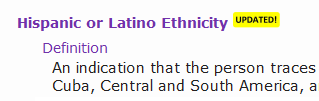 Hispanic or Latino Ethnicity UPDATED!
Definition
An indication that the person traces
Cuba, Central and South America, a